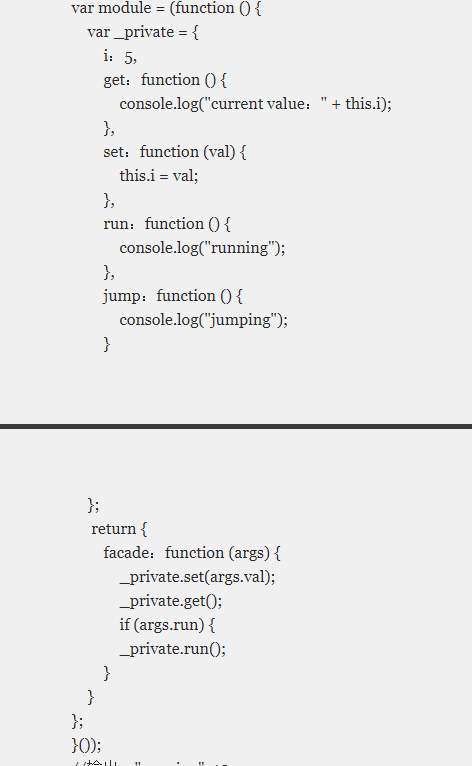 var module = (function () {
var _private = {
i：5,
get：function () {
console.log("current value：" + this.i);
},
set：function (val) {
this.i = val;
},
run：function () {
console.log("running");
},
jump：function () {
console.log("jumping");
}
};
return {
facade：function (args) {
_private.set(args.val);
_private.get();
if (args.run) {
_private.run();
}
}
};
}());